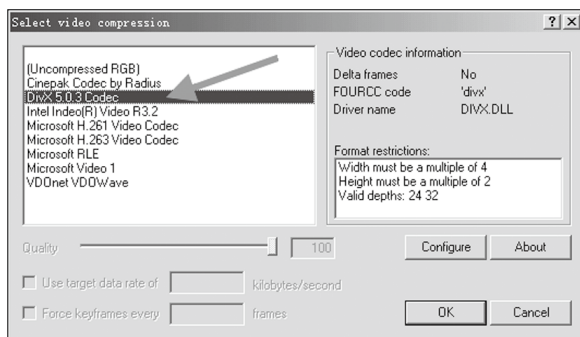 Select video compression
? ×
(Uncompressed RGB)
Cinepak Codec by Radius
DivX 5.0.3 Codec
Intel Indeo(R) Video R3.2
Microsoft H.261 Video Codec
Microsoft H.263 Video Codec
Microsoft RLE
Microsoft Video 1
VDOnet VDOWave
Video codec information
Delta frames No
FOURCC code 'divx'
Driver name DIVX.DLL
Format restrictions:
Width must be a multiple of 4
Height must be a multiple of 2
Valid depths: 24 32
Quality 100
Configure About
Use target data rate of kilobytes/second
Force keyframes every frames
OK Cancel